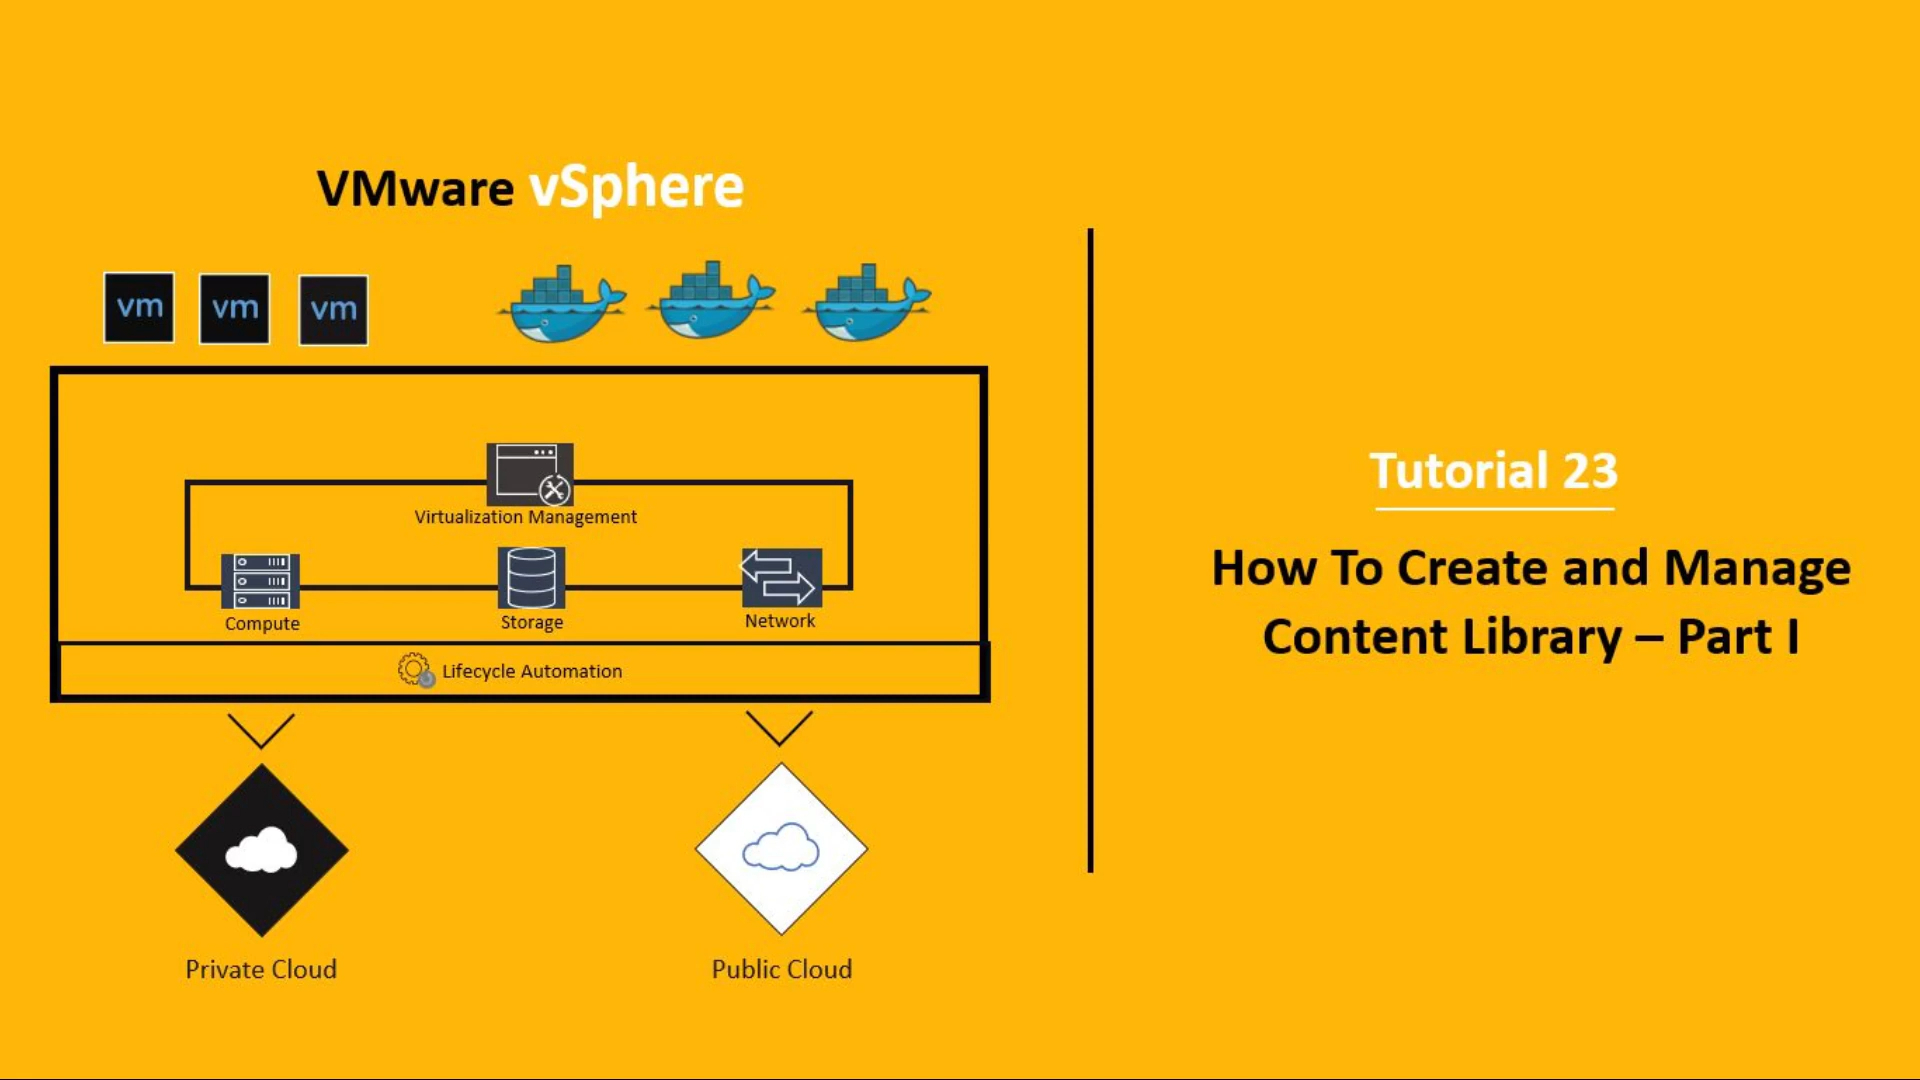 VMware vSphere
vm vm vm
Virtualization Management
Compute Storage Network
Lifecycle Automation
Private Cloud Public Cloud
Tutorial 23
How To Create and Manage
Content Library – Part I